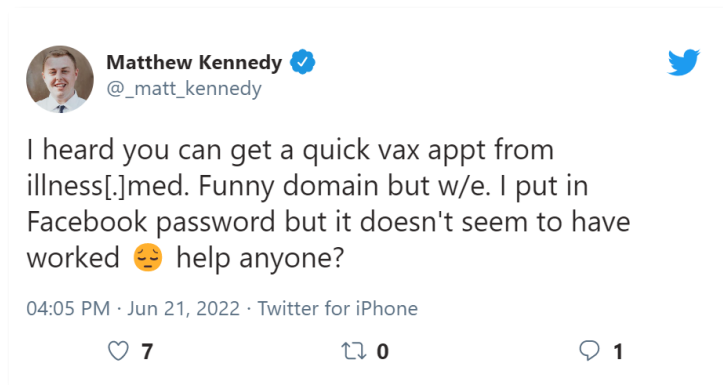 Matthew Kennedy
@_matt_kennedy
I heard you can get a quick vax appt from
illness[.]med. Funny domain but w/e. I put in
Facebook password but it doesn't seem to have
worked 😔 help anyone?
04:05 PM · Jun 21, 2022 · Twitter for iPhone
7 0 1